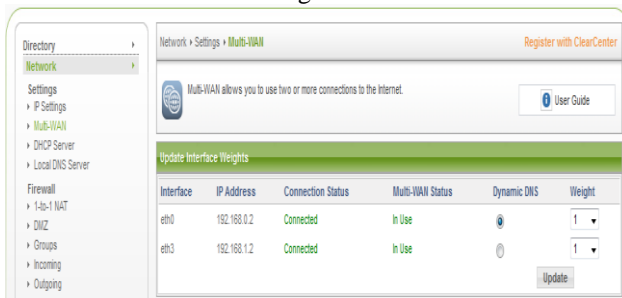 Directory
Network
Settings
IP Settings
Multi-WAN
DHCP Server
Local DNS Server
Firewall
1-to-1 NAT
DMZ
Groups
Incoming
Outgoing
Network Settings Multi-WAN
Register with ClearCenter
Multi-WAN allows you to use two or more connections to the Internet.
User Guide
Update Interface Weights
Interface IP Address Connection Status Multi-WAN Status Dynamic DNS Weight
eth0 192.168.0.2 Connected In Use 1
eth3 192.168.1.2 Connected In Use 1
Update